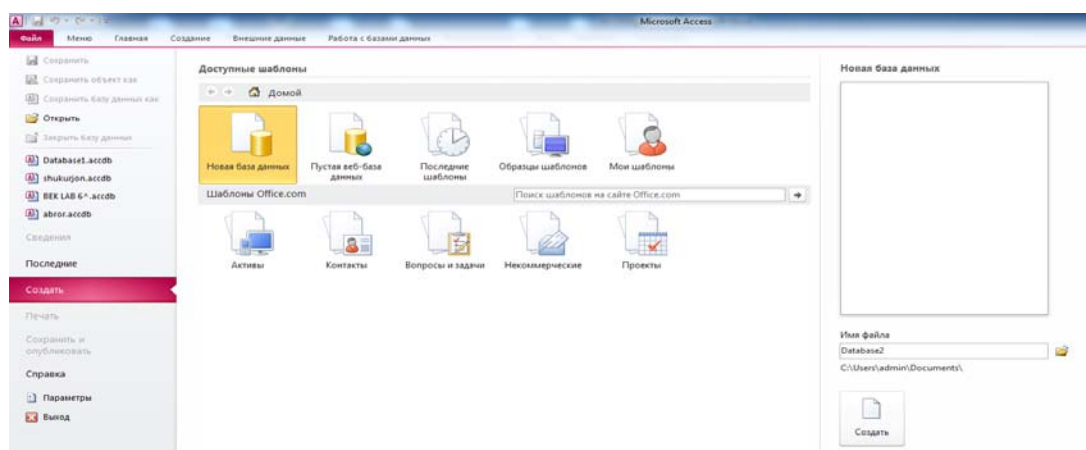 Microsoft Access
Файл Меню Главная Создание Внешние данные Работа с базами данных
Сохранить
Сохранить объект как
Сохранить базу данных как
Открыть
Закрыть базу данных
Database1.accdb
shukurjon.accdb
BEK LAB 6^.accdb
abror.accdb
Сведения
Последние
Создать
Печать
Сохранить и
опубликовать
Справка
Параметры
Выход
Доступные шаблоны
Домой
Новая база данных
Пустая веб-база
данных
Последние
шаблоны
Образцы шаблонов
Мои шаблоны
Шаблоны Office.com
Поиск шаблонов на сайте Office.com
Активы
Контакты
Вопросы и задачи
Некоммерческие
Проекты
Новая база данных
Имя файла
Database2
C:\Users\admin\Documents\
Создать